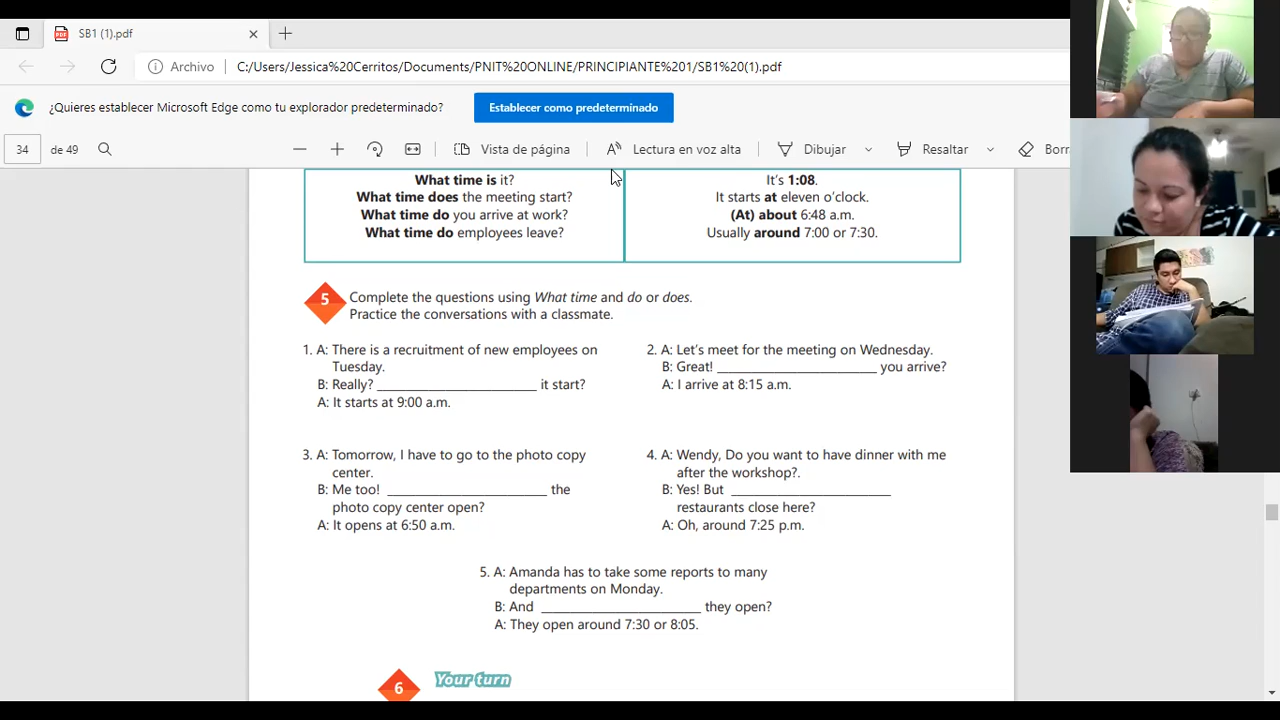 SB1 (1).pdf
Archivo
C:/Users/Jessica%20Cerritos/Documents/PNIT%20ONLINE/PRINCIPIANTE%201/SB1%20(1).pdf
¿Quieres establecer Microsoft Edge como tu explorador predeterminado?
Establecer como predeterminado
34
de 49
Vista de página
Lectura en voz alta
Dibujar
Resaltar
Borr
What time is it?
What time does the meeting start?
What time do you arrive at work?
What time do employees leave?
It's 1:08.
It starts at eleven o'clock.
(At) about 6:48 a.m.
Usually around 7:00 or 7:30.
5
Complete the questions using What time and do or does.
Practice the conversations with a classmate.
1. A: There is a recruitment of new employees on
Tuesday.
B: Really? ______________________ it start?
A: It starts at 9:00 a.m.
2. A: Let's meet for the meeting on Wednesday.
B: Great! ______________________ you arrive?
A: I arrive at 8:15 a.m.
3. A: Tomorrow, I have to go to the photo copy
center.
B: Me too! ______________________ the
photo copy center open?
A: It opens at 6:50 a.m.
4. A: Wendy, Do you want to have dinner with me
after the workshop?.
B: Yes! But ______________________
restaurants close here?
A: Oh, around 7:25 p.m.
5. A: Amanda has to take some reports to many
departments on Monday.
B: And ______________________ they open?
A: They open around 7:30 or 8:05.
6
Your turn